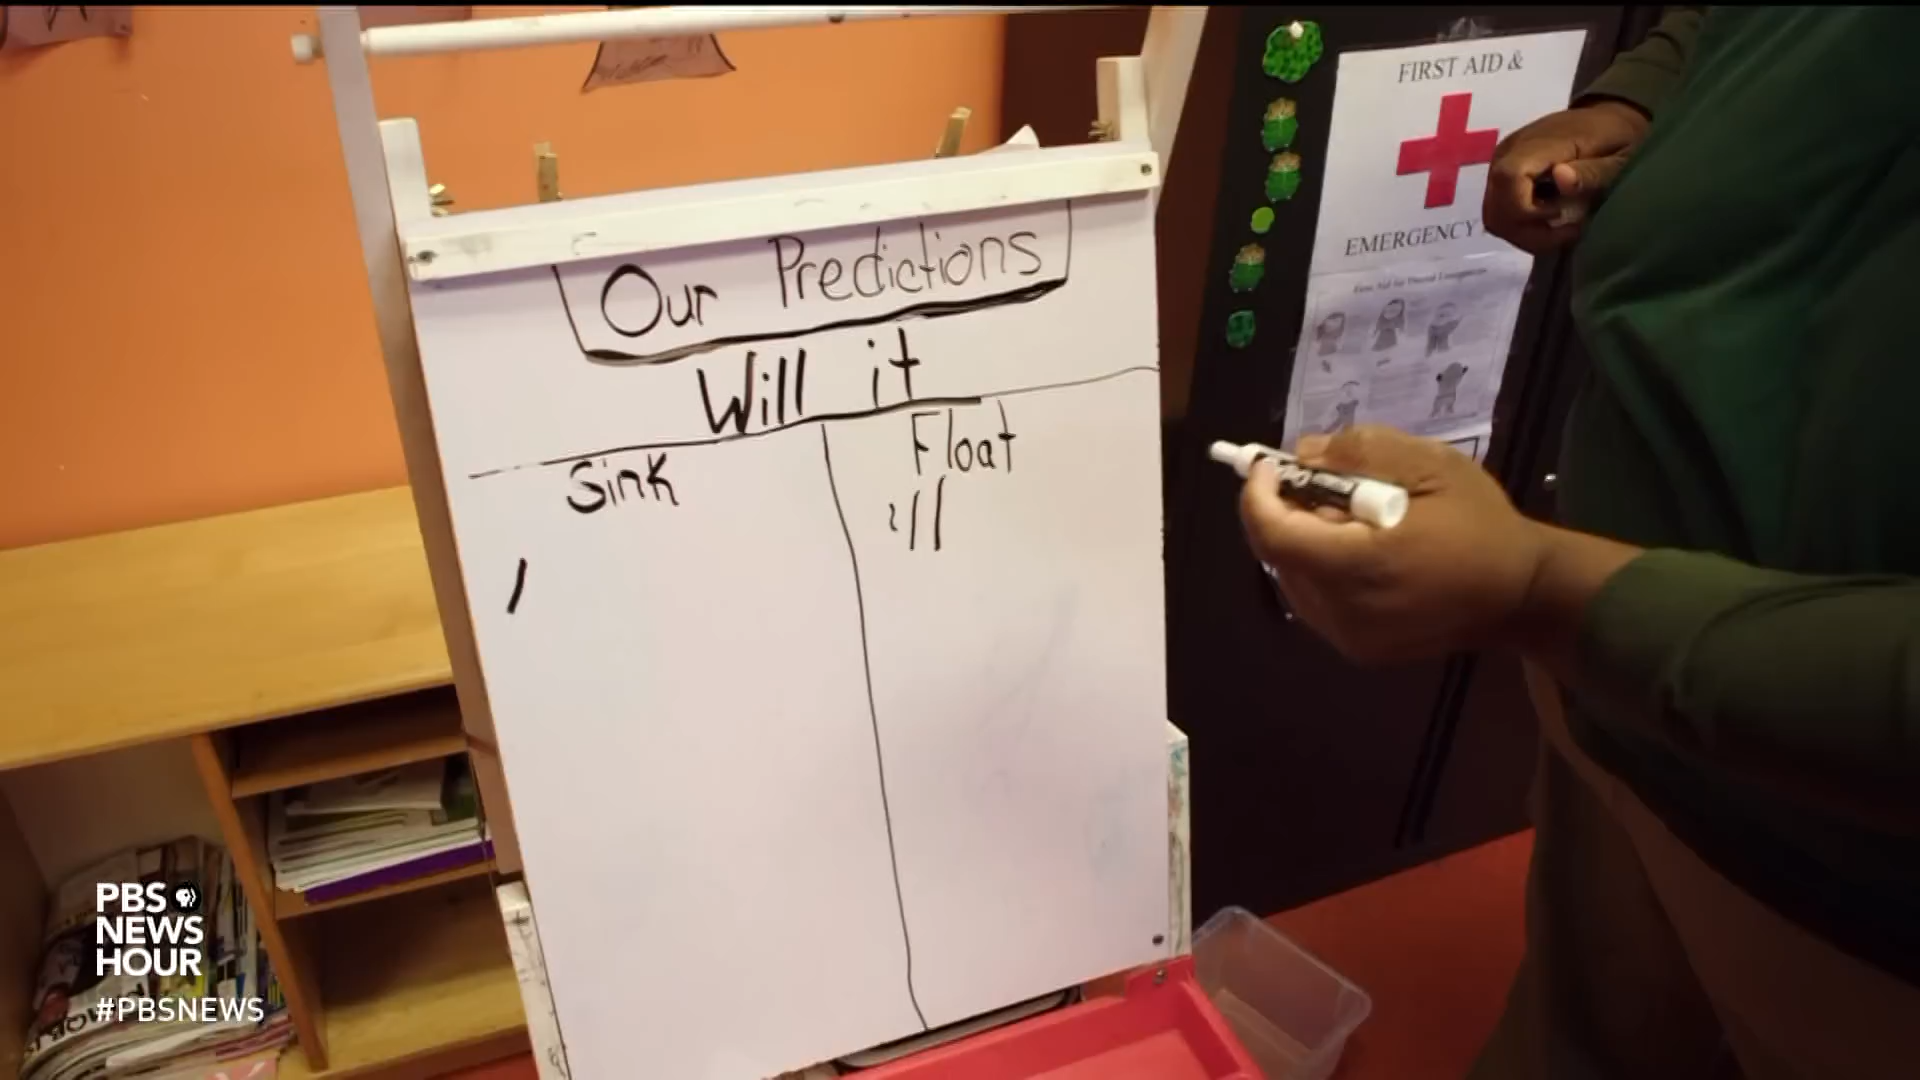 Our Predictions
Will it
Sink
Float
FIRST AID &
EMERGENCY
PBS
NEWS
HOUR
#PBSNEWS